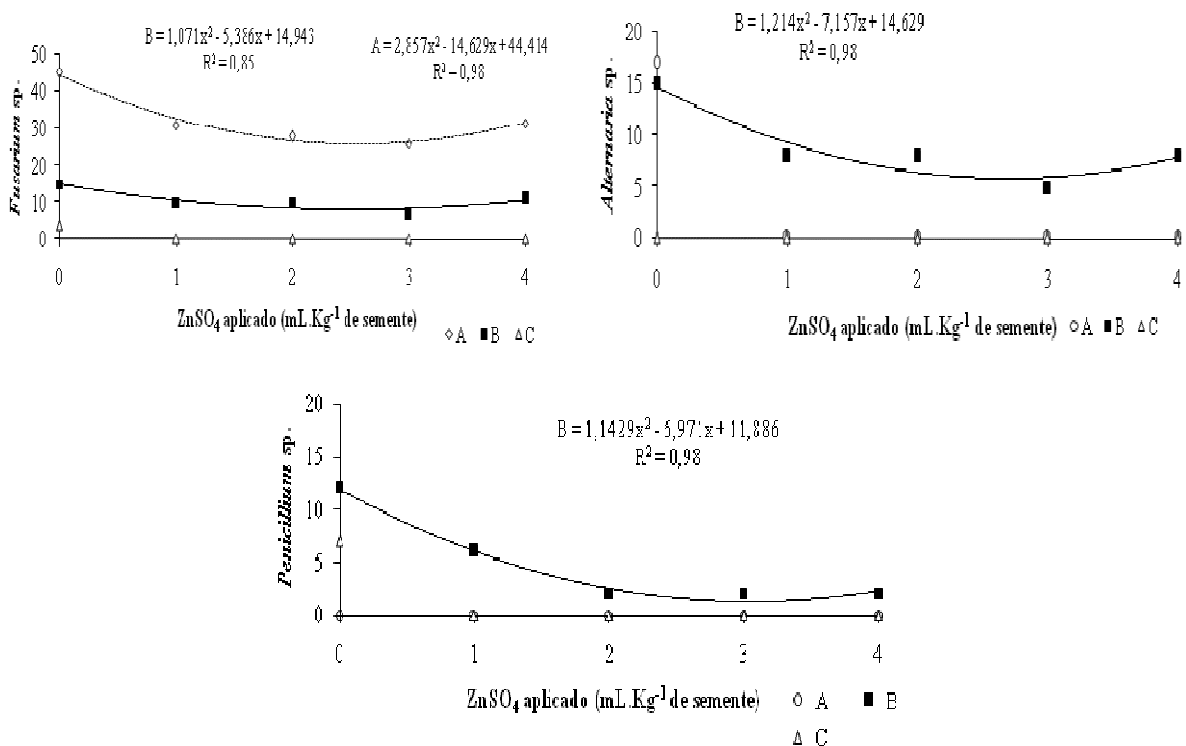 B = 1,071x² - 5,386x + 14,943
R² = 0,85
A = 2,857x² - 14,629x + 44,414
R² = 0,98
Fusarium sp.
50
40
30
20
10
0
0 1 2 3 4
ZnSO₄ aplicado (mL.Kg⁻¹ de semente)
A B C
B = 1,214x² - 7,157x + 14,629
R² = 0,98
Alternaria sp.
20
15
10
5
0
0 1 2 3 4
ZnSO₄ aplicado (mL.Kg⁻¹ de semente) A B C
B = 1,1429x² - 6,971x + 11,886
R² = 0,98
Penicillium sp.
20
15
10
5
0
0 1 2 3 4
ZnSO₄ aplicado (mL.Kg⁻¹ de semente) A B
C